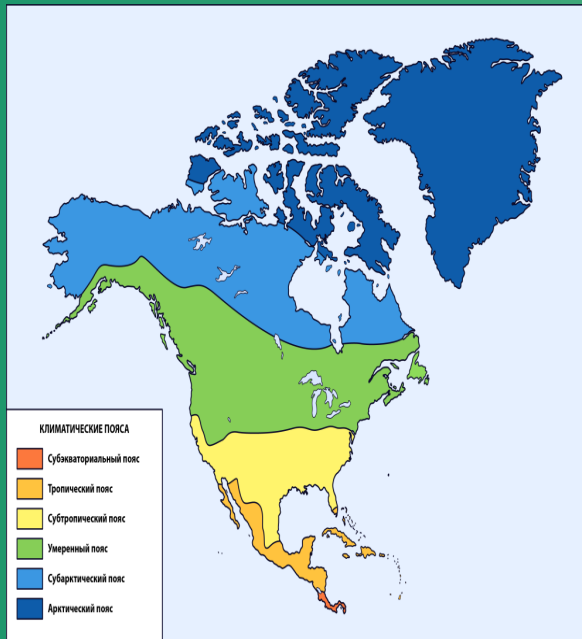 КЛИМАТИЧЕСКИЕ ПОЯСА
Субэкваториальный пояс
Тропический пояс
Субтропический пояс
Умеренный пояс
Субарктический пояс
Арктический пояс